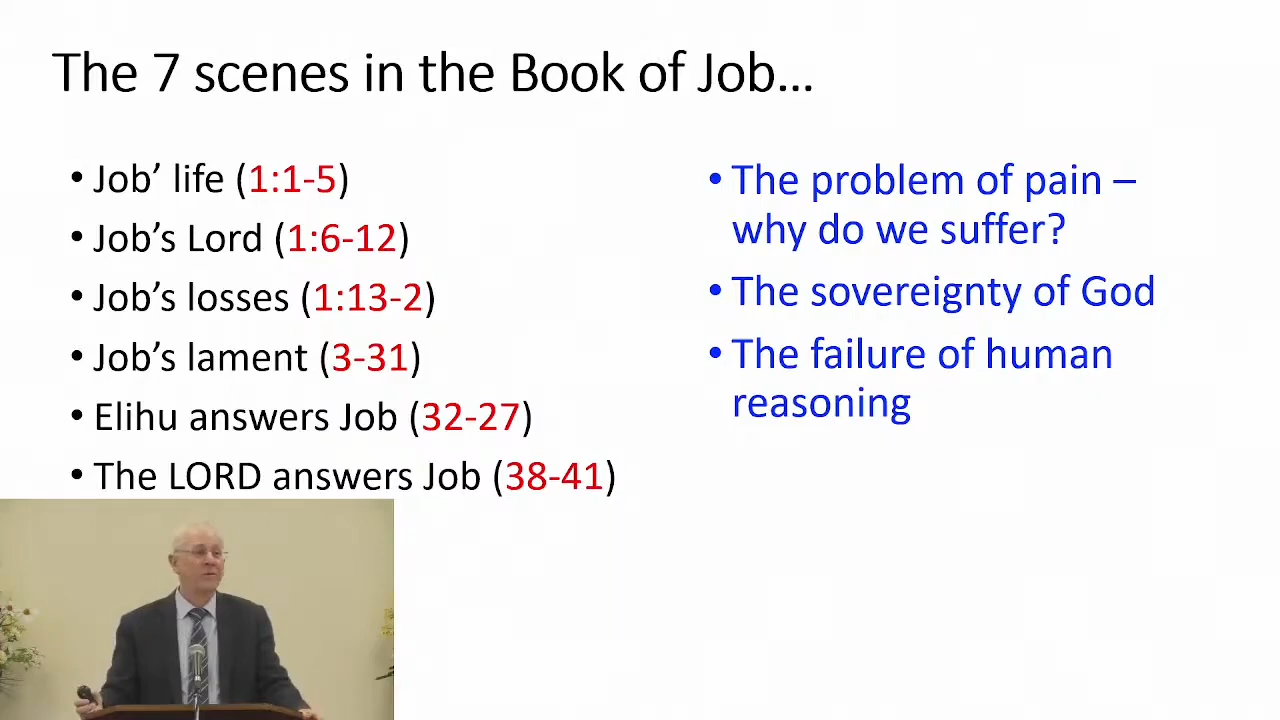 The 7 scenes in the Book of Job...
• Job’ life (1:1-5)
• Job’s Lord (1:6-12)
• Job’s losses (1:13-2)
• Job’s lament (3-31)
• Elihu answers Job (32-27)
• The LORD answers Job (38-41)
• The problem of pain –
why do we suffer?
• The sovereignty of God
• The failure of human
reasoning